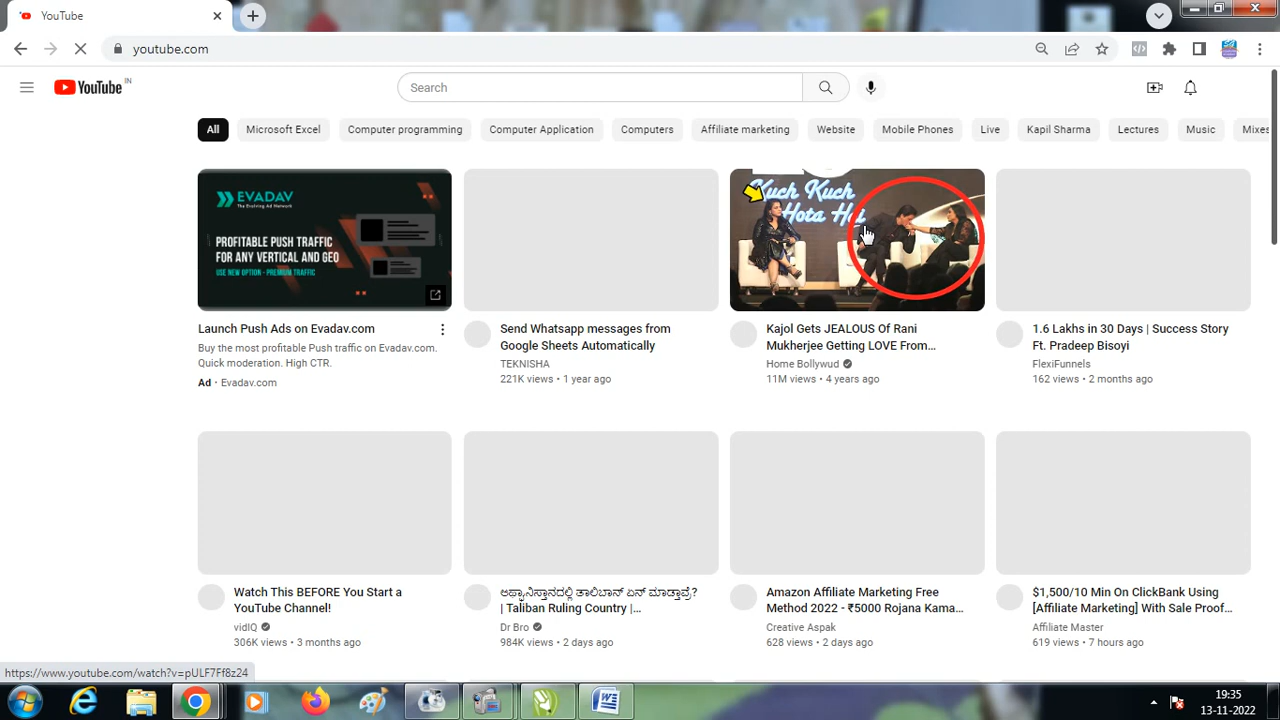 YouTube
youtube.com
YouTube IN
Search
All
Microsoft Excel
Computer programming
Computer Application
Computers
Affiliate marketing
Website
Mobile Phones
Live
Kapil Sharma
Lectures
Music
Mixes
EVADAV
The Evolving Ad Network
PROFITABLE PUSH TRAFFIC
FOR ANY VERTICAL AND GEO
USE NEW OPTION - PREMIUM TRAFFIC
Kuch Kuch
Hota Hai
Launch Push Ads on Evadav.com
Buy the most profitable Push traffic on Evadav.com.
Quick moderation. High CTR.
Ad · Evadav.com
Send Whatsapp messages from
Google Sheets Automatically
TEKNISHA
221K views • 1 year ago
Kajol Gets JEALOUS Of Rani
Mukherjee Getting LOVE From...
Home Bollywud
11M views • 4 years ago
1.6 Lakhs in 30 Days | Success Story
Ft. Pradeep Bisoyi
FlexiFunnels
162 views • 2 months ago
Watch This BEFORE You Start a
YouTube Channel!
vidIQ
306K views • 3 months ago
ಅಫ್ಘಾನಿಸ್ತಾನದಲ್ಲಿ ತಾಲಿಬಾನ್ ಏನ್ ಮಾಡ್ತಾವ್ರೆ?
| Taliban Ruling Country |...
Dr Bro
984K views • 2 days ago
Amazon Affiliate Marketing Free
Method 2022 - ₹5000 Rojana Kama...
Creative Aspak
628 views • 2 days ago
$1,500/10 Min On ClickBank Using
[Affiliate Marketing] With Sale Proof...
Affiliate Master
619 views • 7 hours ago
https://www.youtube.com/watch?v=pULF7Ff8z24
19:35
13-11-2022